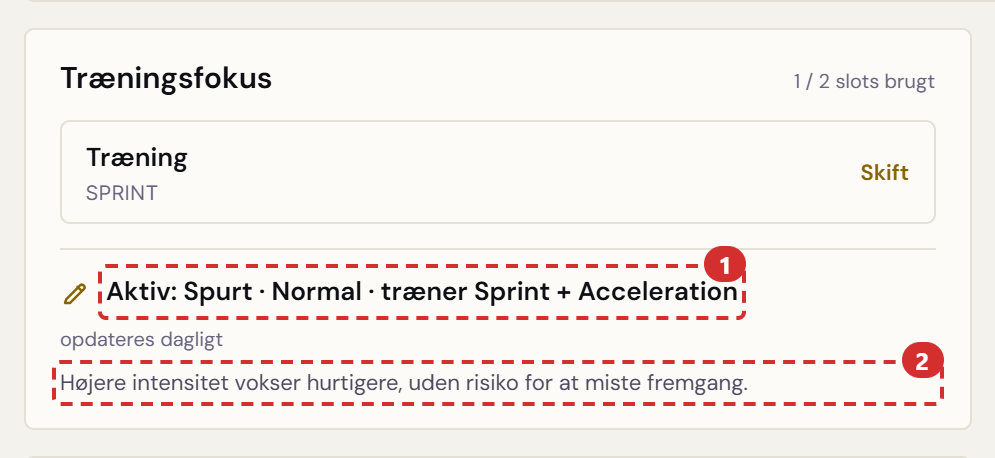 Træningsfokus
1 / 2 slots brugt
Træning
SPRINT
Skift
1
Aktiv: Spurt · Normal · træner Sprint + Acceleration
opdateres dagligt
2
Højere intensitet vokser hurtigere, uden risiko for at miste fremgang.